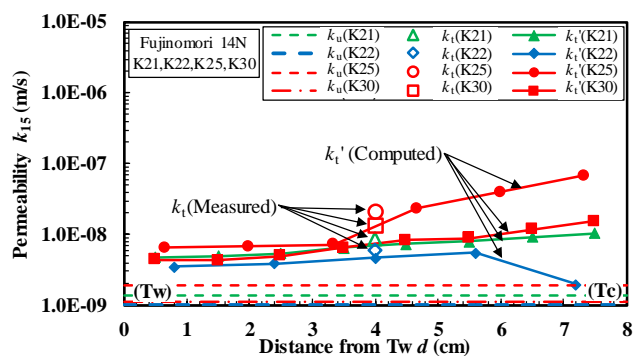 1.0E-05
1.0E-06
1.0E-07
1.0E-08
1.0E-09
Permeability k15 (m/s)
Fujinomori 14N
K21,K22,K25,K30
ku(K21) kt(K21) kt'(K21)
ku(K22) kt(K22) kt'(K22)
ku(K25) kt(K25) kt'(K25)
ku(K30) kt(K30) kt'(K30)
kt' (Computed)
kt(Measured)
(Tw) (Tc)
0 1 2 3 4 5 6 7 8
Distance from Tw d (cm)